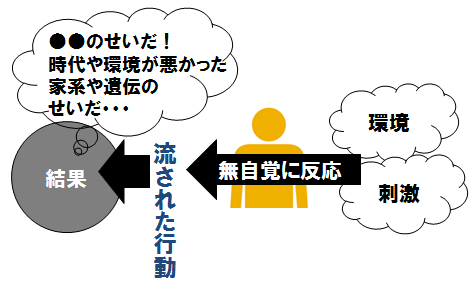 ●●のせいだ！
時代や環境が悪かった
家系や遺伝の
せいだ・・・
結果
流された行動
無自覚に反応
環境
刺激